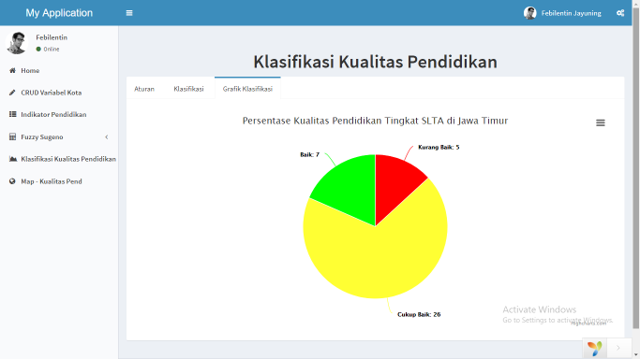 My Application
Febilentin Jayuning
Febilentin
Online
Home
CRUD Variabel Kota
Indikator Pendidikan
Fuzzy Sugeno
Klasifikasi Kualitas Pendidikan
Map - Kualitas Pend
Klasifikasi Kualitas Pendidikan
Aturan Klasifikasi Grafik Klasifikasi
Persentase Kualitas Pendidikan Tingkat SLTA di Jawa Timur
Baik: 7
Kurang Baik: 5
Cukup Baik: 26
Activate Windows
Go to Settings to activate Windows.
Highcharts.com